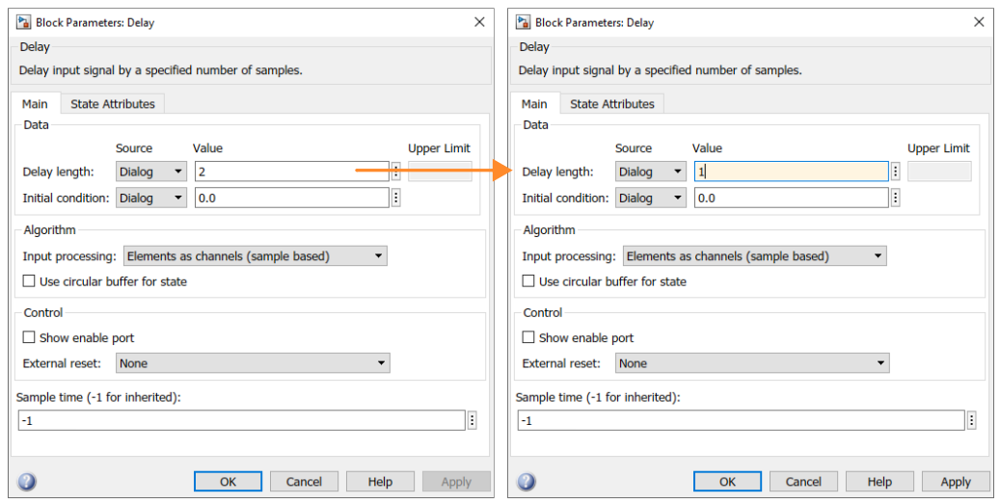 Block Parameters: Delay
Delay
Delay input signal by a specified number of samples.
Main State Attributes
Data
Source Value Upper Limit
Delay length: Dialog 2
Initial condition: Dialog 0.0
Algorithm
Input processing: Elements as channels (sample based)
Use circular buffer for state
Control
Show enable port
External reset: None
Sample time (-1 for inherited):
-1
OK Cancel Help Apply
Block Parameters: Delay
Delay
Delay input signal by a specified number of samples.
Main State Attributes
Data
Source Value Upper Limit
Delay length: Dialog 1
Initial condition: Dialog 0.0
Algorithm
Input processing: Elements as channels (sample based)
Use circular buffer for state
Control
Show enable port
External reset: None
Sample time (-1 for inherited):
-1
OK Cancel Help Apply